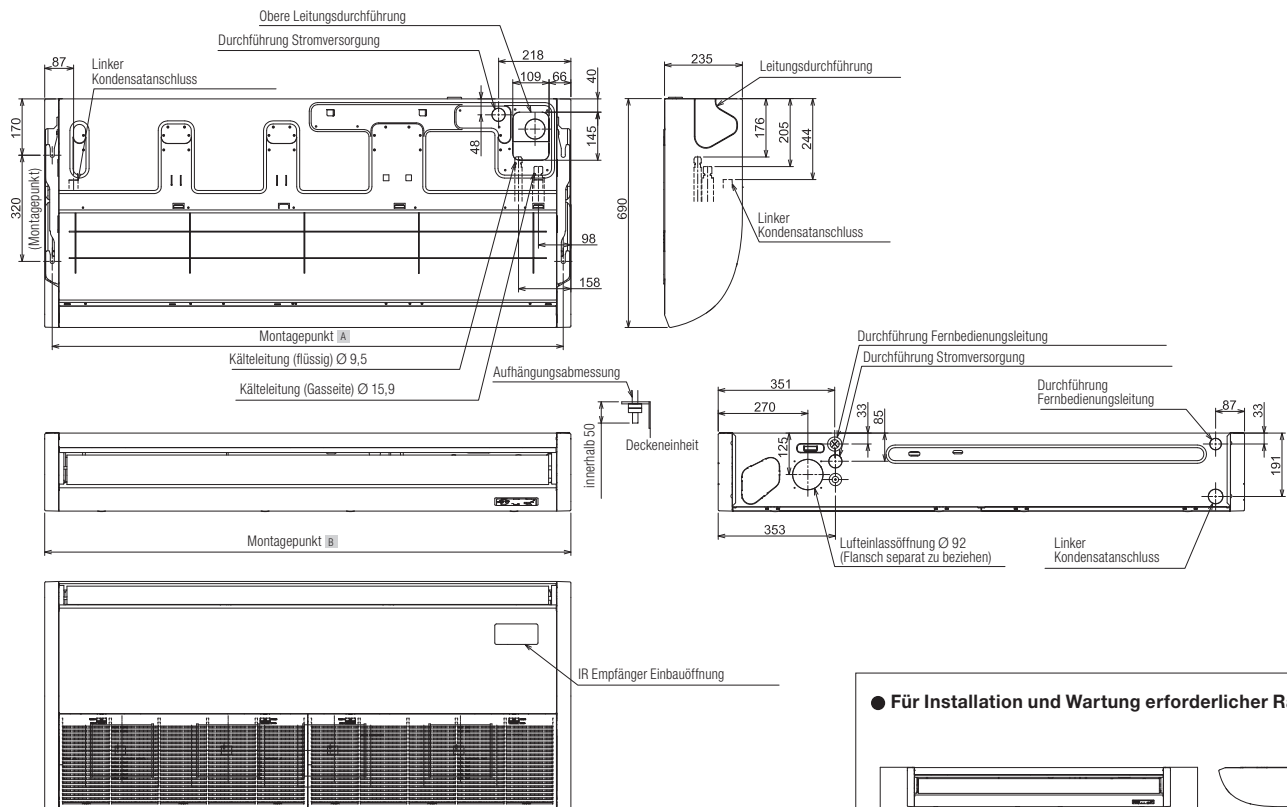 Obere Leitungsdurchführung
Durchführung Stromversorgung
87
Linker
Kondensatanschluss
218
109
66
40
170
48
145
320
(Montagepunkt)
98
158
Montagepunkt A
Kälteleitung (flüssig) Ø 9,5
Kälteleitung (Gasseite) Ø 15,9
235
Leitungsdurchführung
176
205
244
690
Linker
Kondensatanschluss
Aufhängungsabmessung
innerhalb 50
Deckeneinheit
Montagepunkt B
Durchführung Fernbedienungsleitung
Durchführung Stromversorgung
351
270
33
85
125
Durchführung
Fernbedienungsleitung
87
33
191
353
Lufteinlassöffnung Ø 92
(Flansch separat zu beziehen)
Linker
Kondensatanschluss
IR Empfänger Einbauöffnung
● Für Installation und Wartung erforderlicher